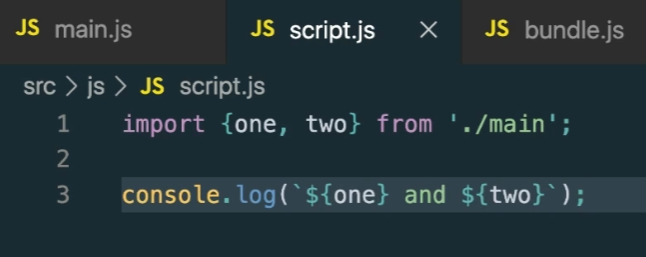 JS main.js JS script.js × JS bundle.js
src > js > JS script.js
1 import {one, two} from './main';
2
3 console.log(`${one} and ${two}`);